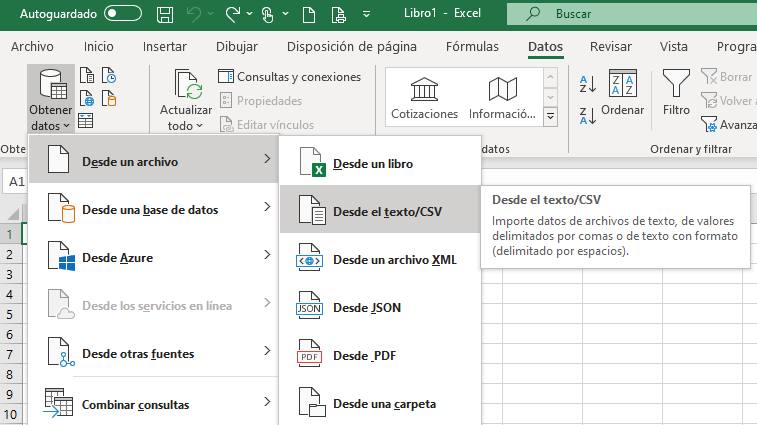 Autoguardado
Libro1 - Excel
Buscar
Archivo Inicio Insertar Dibujar Disposición de página Fórmulas Datos Revisar Vista
Obtener datos
Actualizar todo
Consultas y conexiones
Propiedades
Editar vínculos
Cotizaciones
Informació...
Ordenar
Filtro
Borrar
Volver
datos
Ordenar y filtrar
A1
Desde un archivo
Desde una base de datos
Desde Azure
Desde los servicios en línea
Desde otras fuentes
Combinar consultas
Desde un libro
Desde el texto/CSV
Desde un archivo XML
Desde JSON
Desde .PDF
Desde una carpeta
Desde el texto/CSV
Importe datos de archivos de texto, de valores
delimitados por comas o de texto con formato
(delimitado por espacios).
1
2
3
4
5
6
7
8
9
10